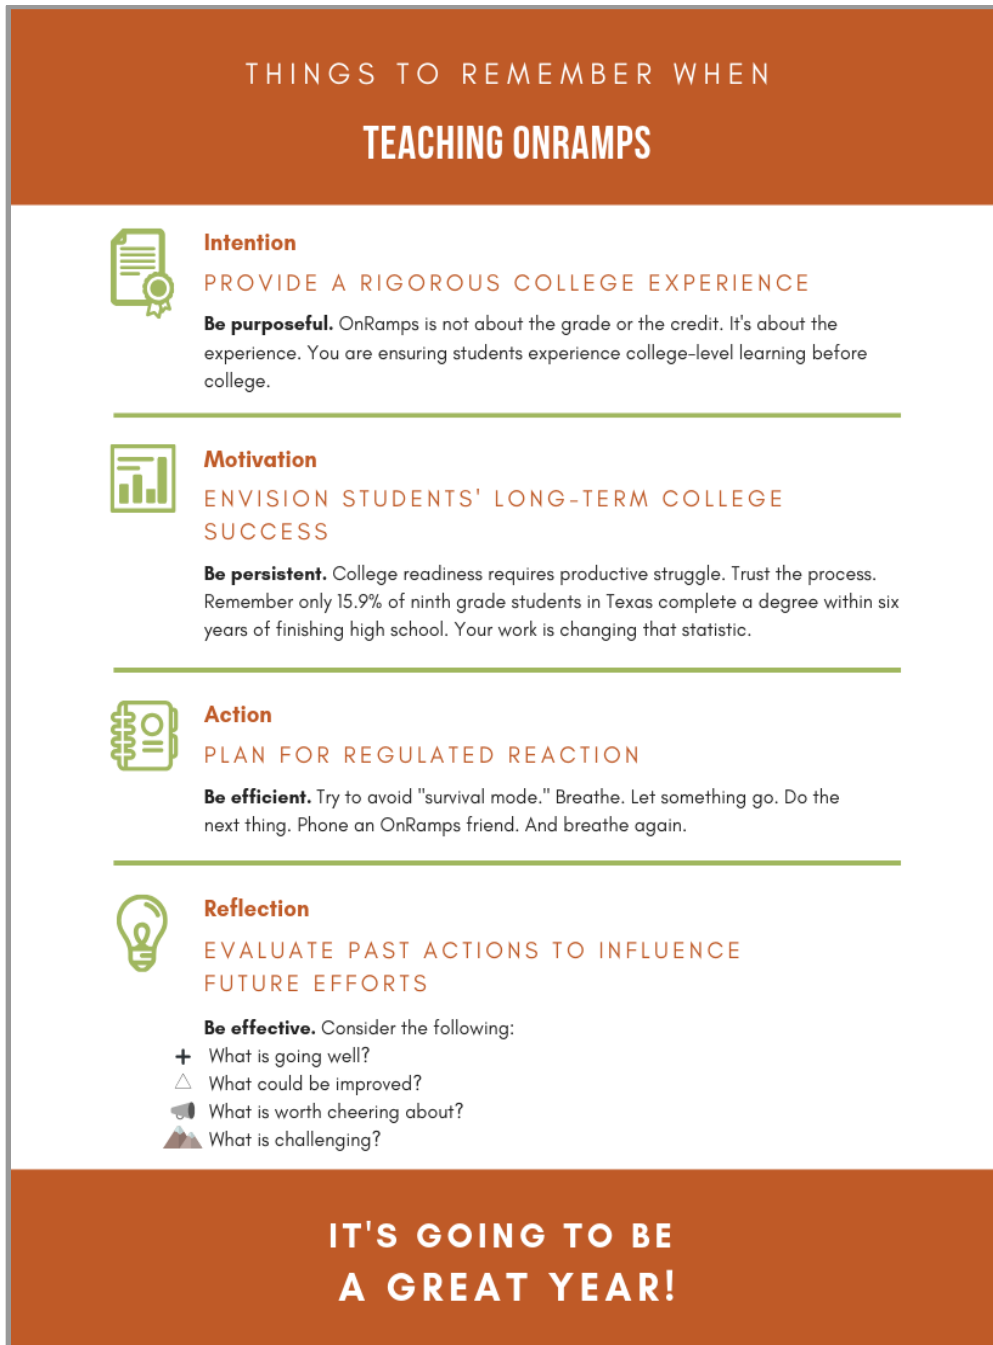 THINGS TO REMEMBER WHEN
TEACHING ONRAMPS
Intention
PROVIDE A RIGOROUS COLLEGE EXPERIENCE
Be purposeful. OnRamps is not about the grade or the credit. It's about the
experience. You are ensuring students experience college-level learning before
college.
Motivation
ENVISION STUDENTS' LONG-TERM COLLEGE
SUCCESS
Be persistent. College readiness requires productive struggle. Trust the process.
Remember only 15.9% of ninth grade students in Texas complete a degree within six
years of finishing high school. Your work is changing that statistic.
Action
PLAN FOR REGULATED REACTION
Be efficient. Try to avoid "survival mode." Breathe. Let something go. Do the
next thing. Phone an OnRamps friend. And breathe again.
Reflection
EVALUATE PAST ACTIONS TO INFLUENCE
FUTURE EFFORTS
Be effective. Consider the following:
What is going well?
What could be improved?
What is worth cheering about?
What is challenging?
IT'S GOING TO BE
A GREAT YEAR!